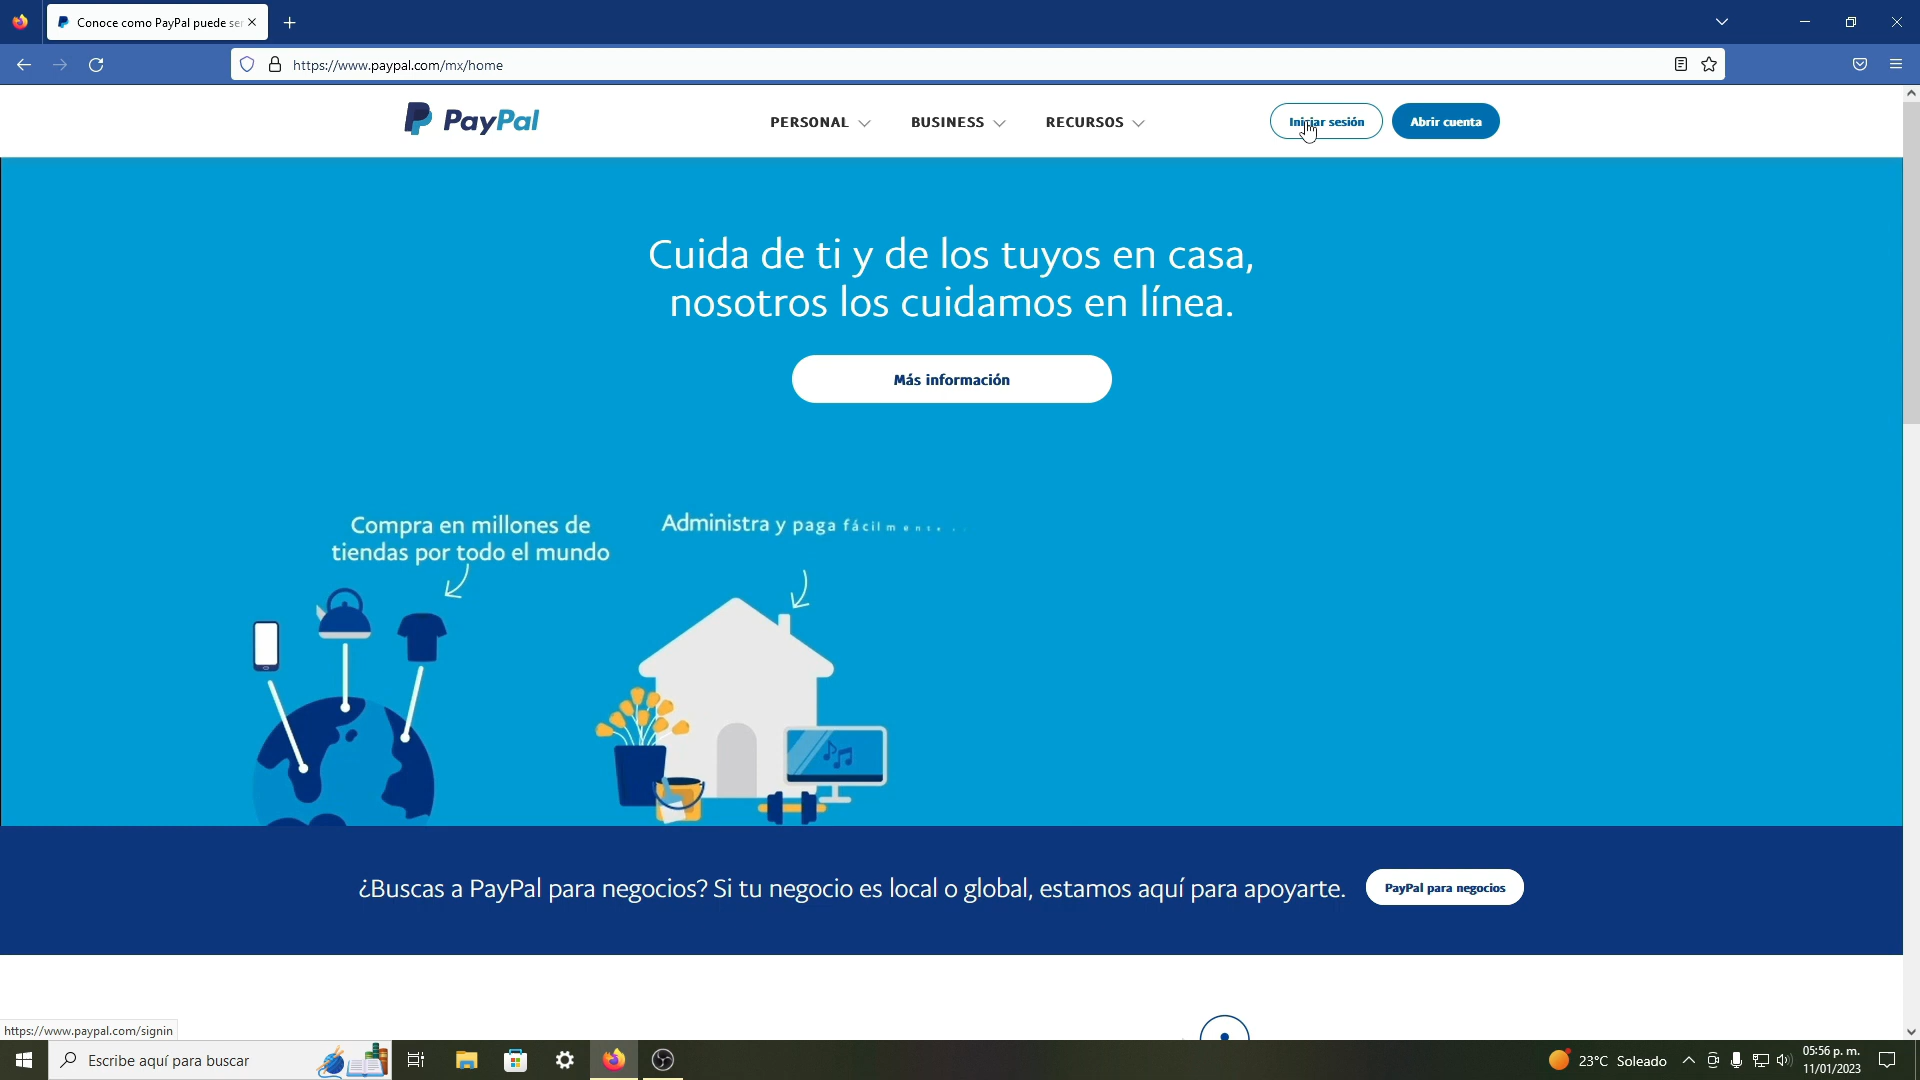 Conoce como PayPal puede ser
https://www.paypal.com/mx/home
PayPal
PERSONAL
BUSINESS
RECURSOS
Iniciar sesión
Abrir cuenta
Cuida de ti y de los tuyos en casa,
nosotros los cuidamos en línea.
Más información
Compra en millones de
tiendas por todo el mundo
Administra y paga fácilmente...
¿Buscas a PayPal para negocios? Si tu negocio es local o global, estamos aquí para apoyarte.
PayPal para negocios
https://www.paypal.com/signin
Escribe aquí para buscar
23°C Soleado
05:56 p. m.
11/01/2023